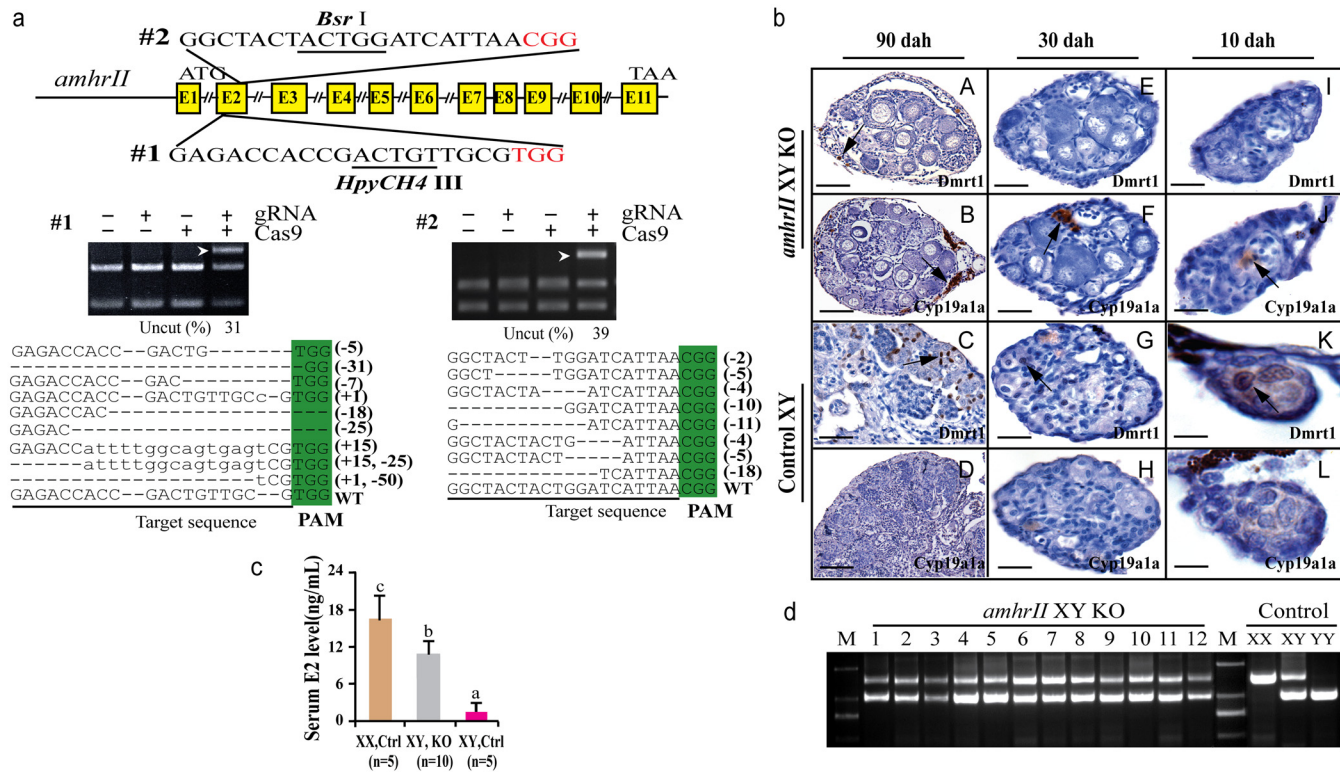 a
Bsr I
#2 GGCTACTACTGGATCATTAACGG
amhrII
ATG
TAA
E1 E2 E3 E4 E5 E6 E7 E8 E9 E10 E11
#1 GAGACCACCGACTGTTGCGTGG
HpyCH4 III
#1
– + – + gRNA
– – + + Cas9
Uncut (%) 31
GAGACCACC--GACTG--------TGG (-5)
-------------------------GG (-31)
GAGACCACC--GAC----------TGG (-7)
GAGACCACC--GACTGTTGCcGTGG (+1)
GAGACCAC------------------- (-18)
GAGAC---------------------- (-25)
GAGACCattttggcagtgagtCGTGG (+15)
------attttggcagtgagtCGTGG (+15, -25)
---------------------tCGTGG (+1, -50)
GAGACCACC--GACTGTTGC--GTGG WT
Target sequence PAM
#2
– + – + gRNA
– – + + Cas9
Uncut (%) 39
GGCTACT---TGGATCATTAACGG (-2)
GGCT-----TGGATCATTAACGG (-5)
GGCTACTA----GATCATTAACGG (-4)
----------GGATCATTAACGG (-10)
G-----------ATCATTAACGG (-11)
GGCTACTACTG----ATTAACGG (-4)
GGCTACTACT-----ATTAACGG (-5)
-------------TCATTAACGG (-18)
GGCTACTACTGGATCATTAACGG WT
Target sequence PAM
b
90 dah 30 dah 10 dah
amhrII XY KO
Control XY
A Dmrt1
E Dmrt1
I Dmrt1
B Cyp19a1a
F Cyp19a1a
J Cyp19a1a
C Dmrt1
G Dmrt1
K Dmrt1
D Cyp19a1a
H Cyp19a1a
L Cyp19a1a
c
Serum E2 level(ng/mL)
24
18
12
6
0
c
b
a
XX,Ctrl XY, KO XY,Ctrl
(n=5) (n=10) (n=5)
d
amhrII XY KO Control
M 1 2 3 4 5 6 7 8 9 10 11 12 M XX XY YY